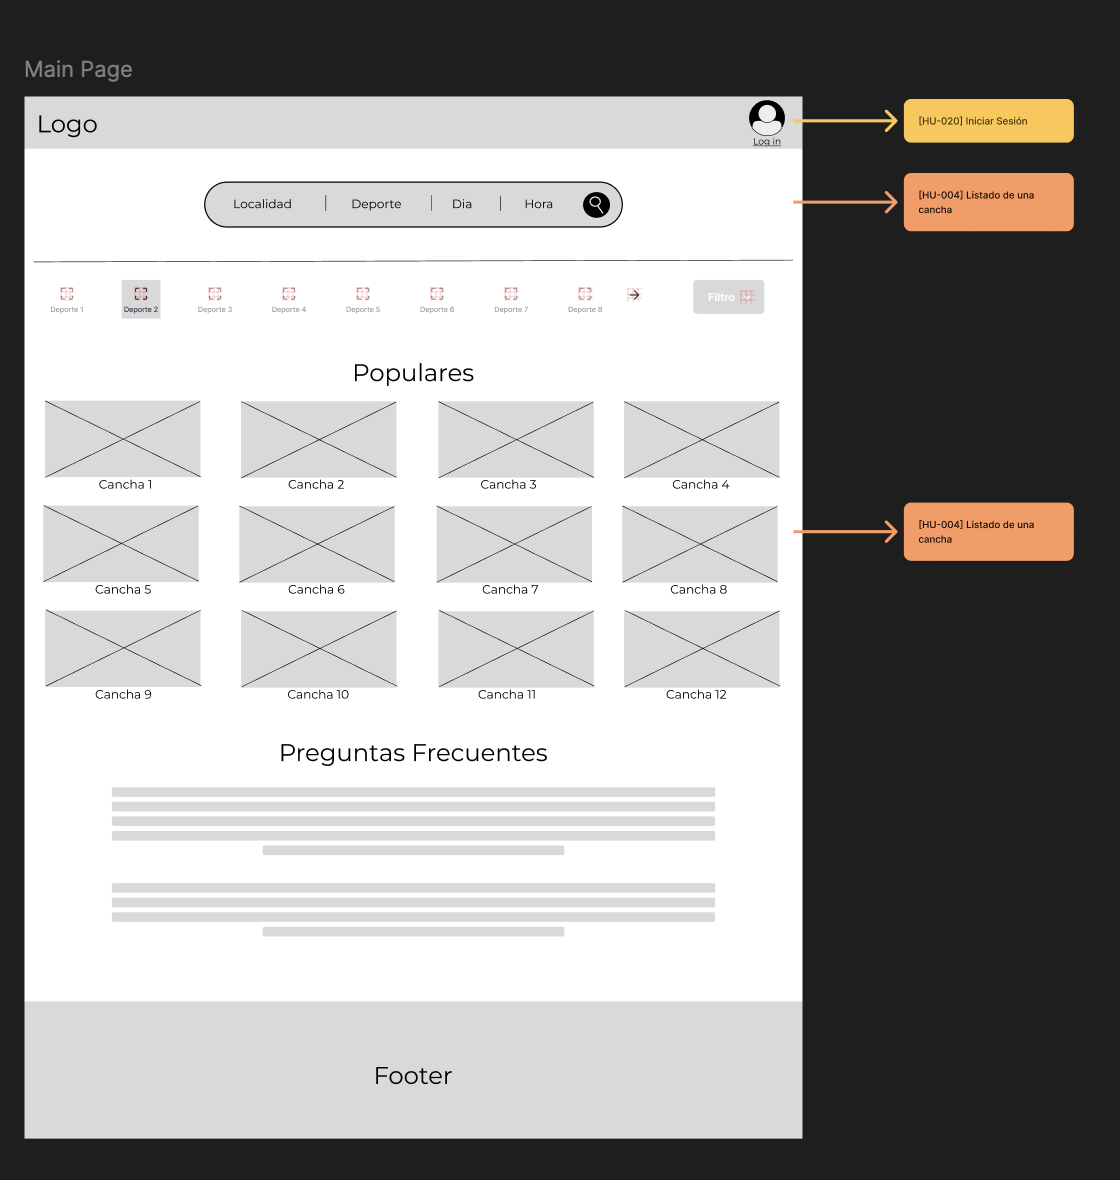 Main Page
Logo
Log in
[HU-020] Iniciar Sesión
Localidad
Deporte
Dia
Hora
[HU-004] Listado de una
cancha
Deporte 1
Deporte 2
Deporte 3
Deporte 4
Deporte 5
Deporte 6
Deporte 7
Deporte 8
Filtro
Populares
Cancha 1
Cancha 2
Cancha 3
Cancha 4
[HU-004] Listado de una
cancha
Cancha 5
Cancha 6
Cancha 7
Cancha 8
Cancha 9
Cancha 10
Cancha 11
Cancha 12
Preguntas Frecuentes
Footer